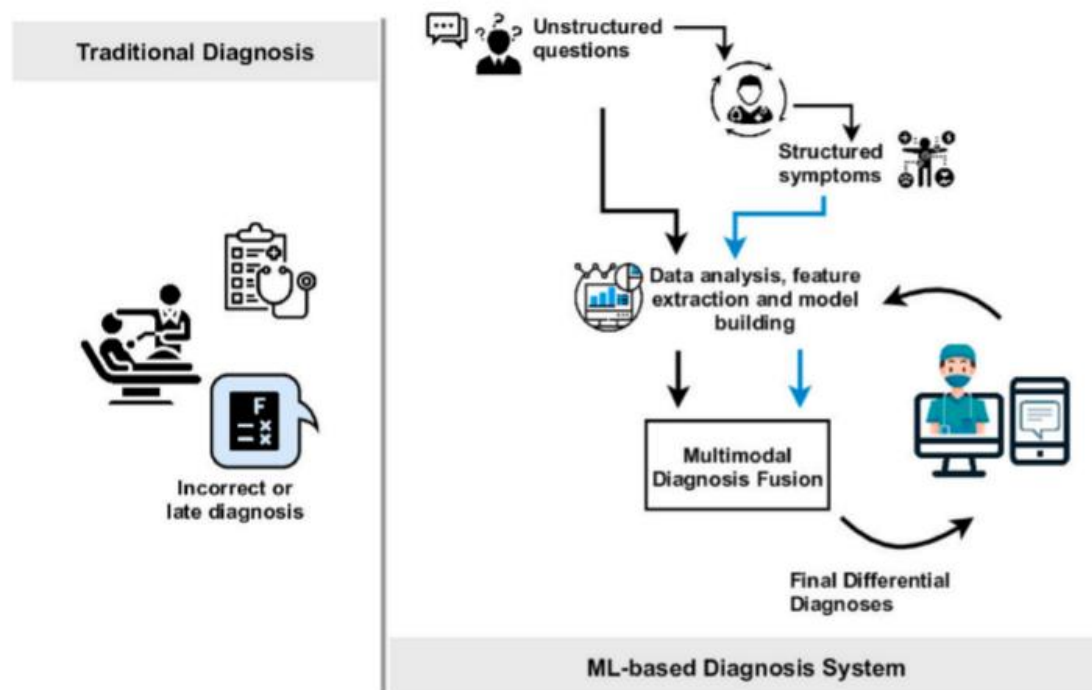 Traditional Diagnosis
Incorrect or
late diagnosis
F
xx
Unstructured
questions
Structured
symptoms
Data analysis, feature
extraction and model
building
Multimodal
Diagnosis Fusion
Final Differential
Diagnoses
ML-based Diagnosis System